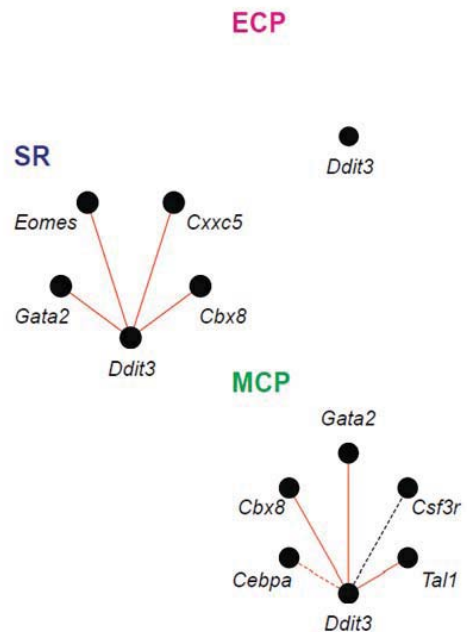 ECP
Ddit3
SR
Eomes
Cxxc5
Gata2
Cbx8
Ddit3
MCP
Gata2
Cbx8
Csf3r
Cebpa
Tal1
Ddit3